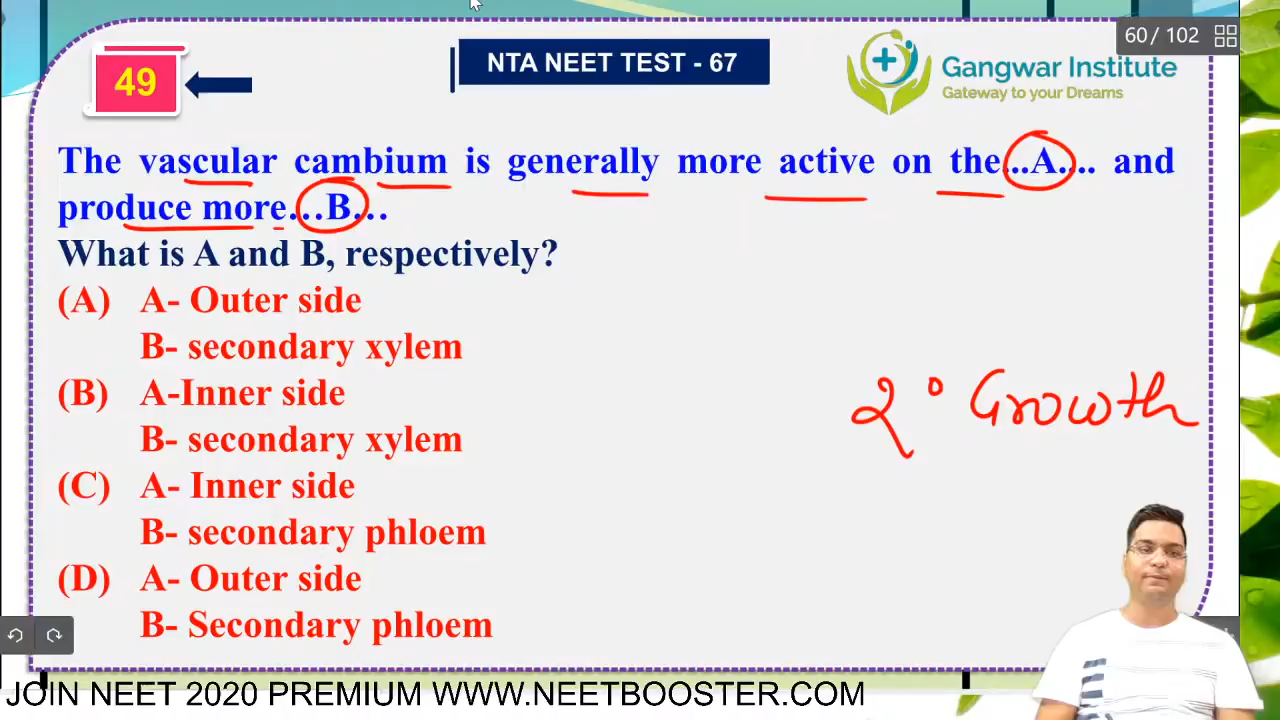 60 / 102
49
NTA NEET TEST - 67
Gangwar Institute
Gateway to your Dreams
The vascular cambium is generally more active on the...A.... and
produce more...B...
What is A and B, respectively?
(A) A- Outer side
B- secondary xylem
(B) A-Inner side
B- secondary xylem
(C) A- Inner side
B- secondary phloem
(D) A- Outer side
B- Secondary phloem
2° Growth
JOIN NEET 2020 PREMIUM WWW.NEETBOOSTER.COM